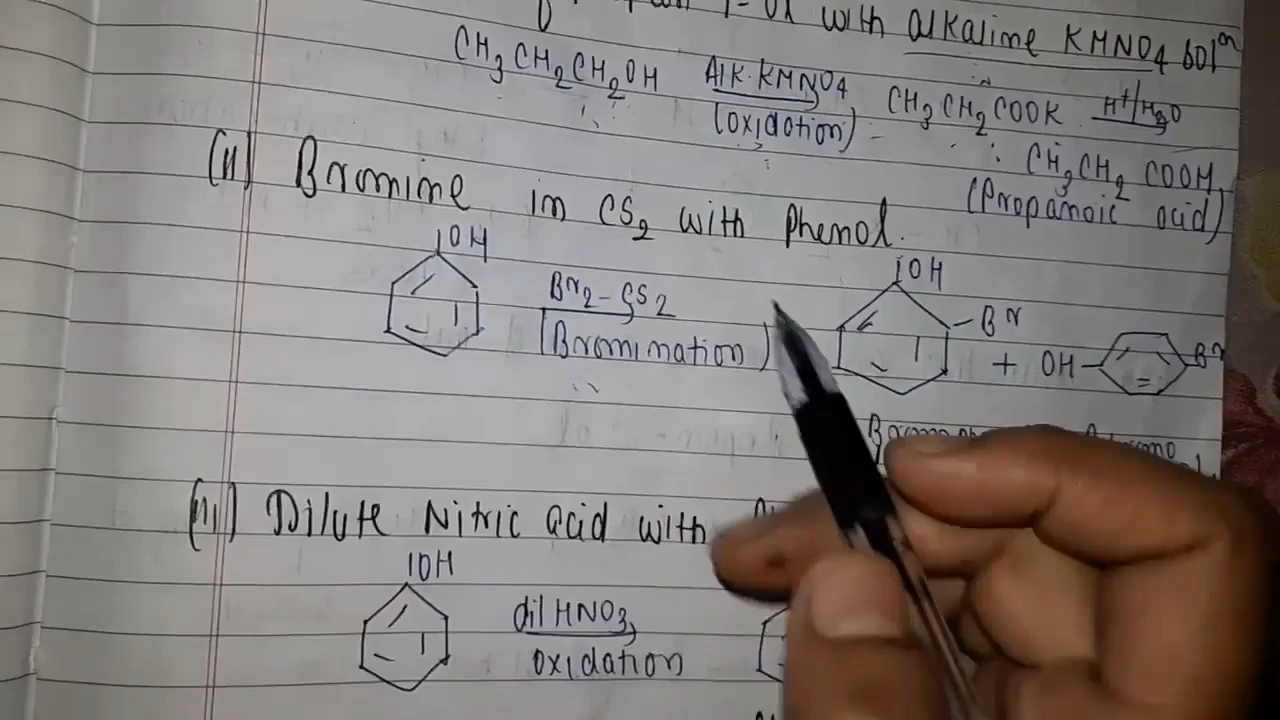 with alkaline KMNO4 solⁿ
CH3CH2CH2OH Alk.KMNO4 CH3CH2COOK H+/H3O
(oxidation)
CH3CH2COOH
(Propanoic acid)
(ii) Bromine in CS2 with Phenol.
OH Br2-CS2 OH
(Bromination) Br + OH Br
(iii) Dilute Nitric acid with
OH
dil HNO3
oxidation